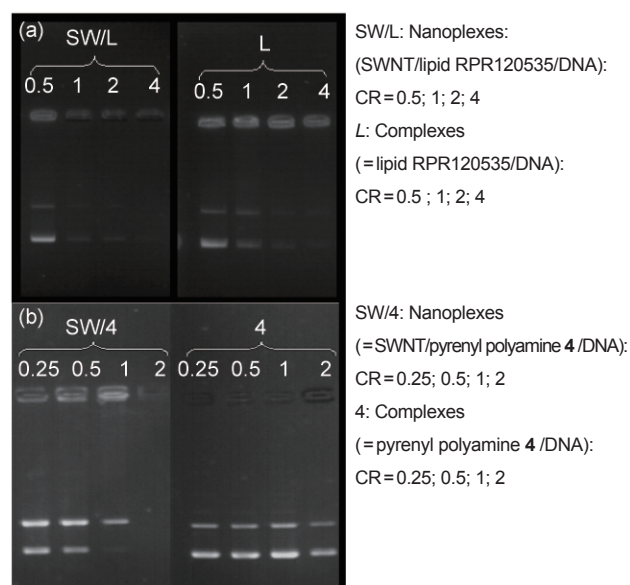 (a)
SW/L
L
0.5 1 2 4
0.5 1 2 4
SW/L: Nanoplexes:
(SWNT/lipid RPR120535/DNA):
CR=0.5; 1; 2; 4
L: Complexes
(=lipid RPR120535/DNA):
CR=0.5 ; 1; 2; 4
(b)
SW/4
4
0.25 0.5 1 2
0.25 0.5 1 2
SW/4: Nanoplexes
(=SWNT/pyrenyl polyamine 4 /DNA):
CR=0.25; 0.5; 1; 2
4: Complexes
(=pyrenyl polyamine 4 /DNA):
CR=0.25; 0.5; 1; 2